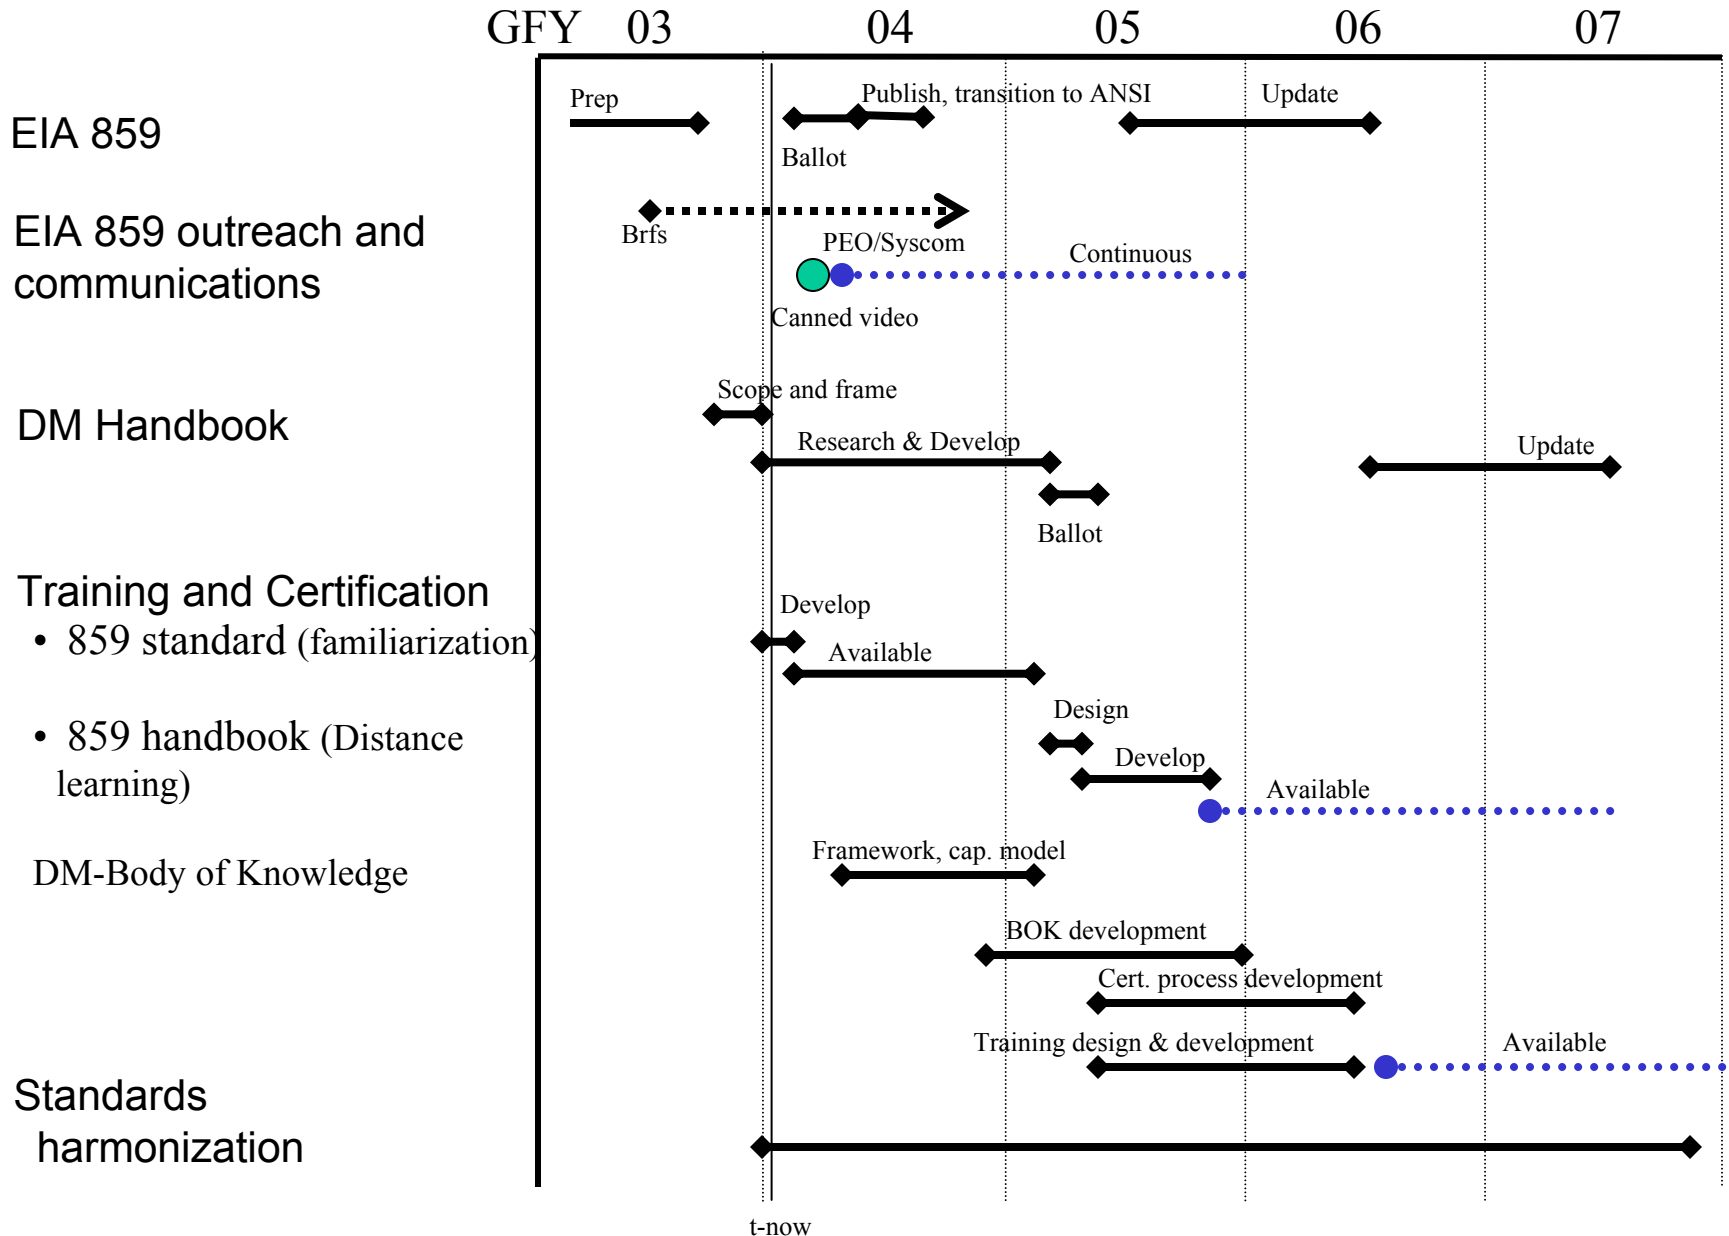 GFY 03 04 05 06 07
Prep
Publish, transition to ANSI
Update
EIA 859
Ballot
EIA 859 outreach and
communications
Brfs
PEO/Syscom
Continuous
Canned video
Scope and frame
DM Handbook
Research & Develop
Update
Ballot
Training and Certification
Develop
• 859 standard (familiarization)
Available
Design
• 859 handbook (Distance
learning)
Develop
Available
Framework, cap. model
DM-Body of Knowledge
BOK development
Cert. process development
Training design & development
Available
Standards
harmonization
t-now